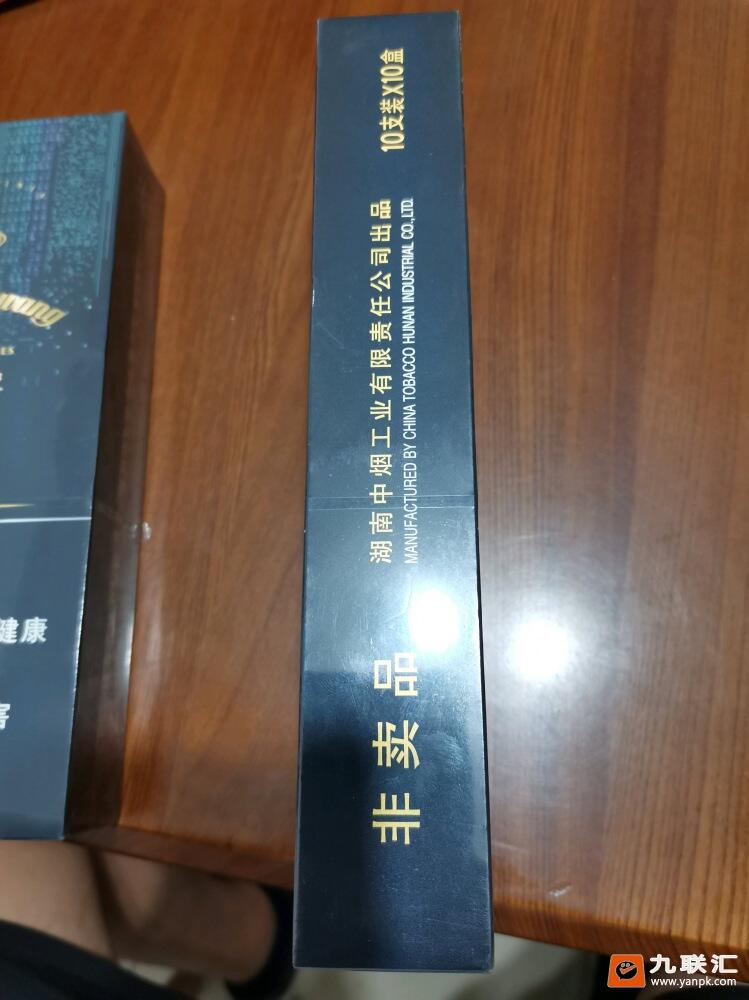 10支装X10盒
湖南中烟工业有限责任公司出品
MANUFACTURED BY CHINA TOBACCO HUNAN INDUSTRIAL CO.,LTD.
非卖品
健康
害
九联汇
www.yanpk.com